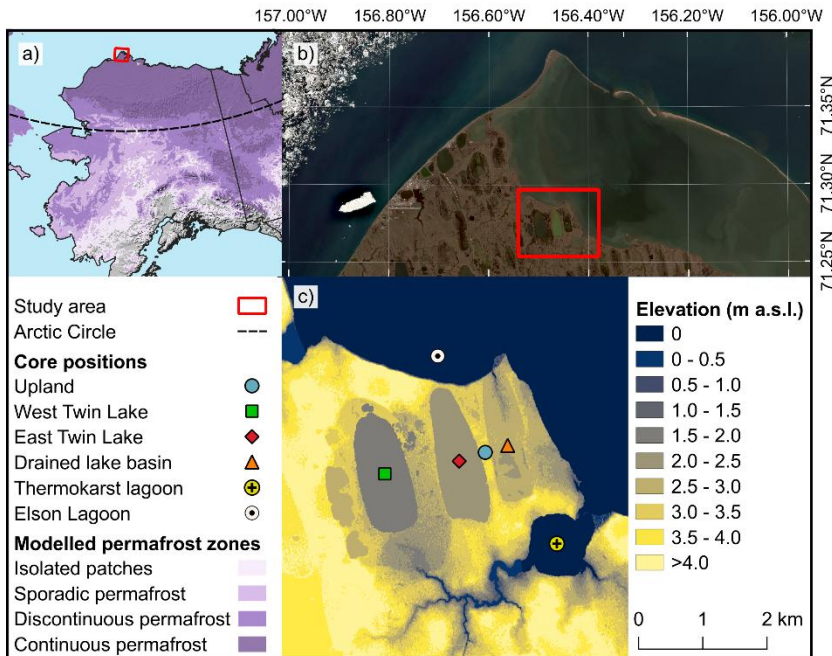 157.00°W 156.80°W 156.60°W 156.40°W 156.20°W 156.00°W
a)
b)
71.35°N
71.30°N
71.25°N
Study area
Arctic Circle
Core positions
Upland
West Twin Lake
East Twin Lake
Drained lake basin
Thermokarst lagoon
Elson Lagoon
Modelled permafrost zones
Isolated patches
Sporadic permafrost
Discontinuous permafrost
Continuous permafrost
c)
Elevation (m a.s.l.)
0
0 - 0.5
0.5 - 1.0
1.0 - 1.5
1.5 - 2.0
2.0 - 2.5
2.5 - 3.0
3.0 - 3.5
3.5 - 4.0
>4.0
0 1 2 km